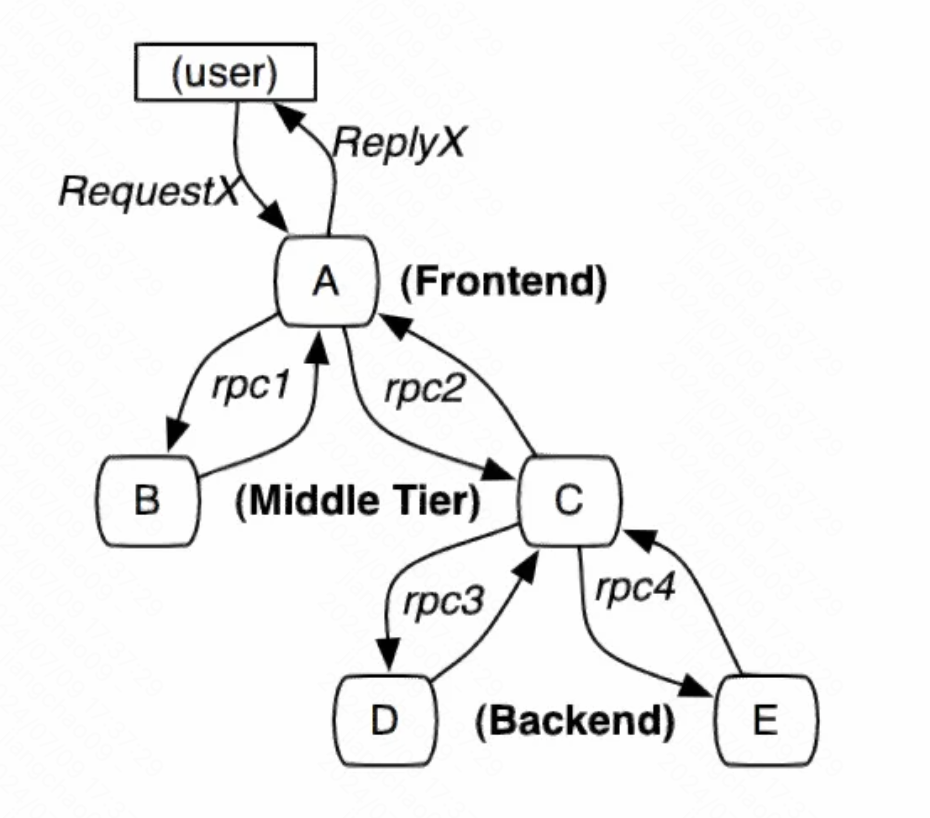 (user)
ReplyX
RequestX
A
(Frontend)
rpc1
rpc2
B
(Middle Tier)
C
rpc3
rpc4
D
(Backend)
E